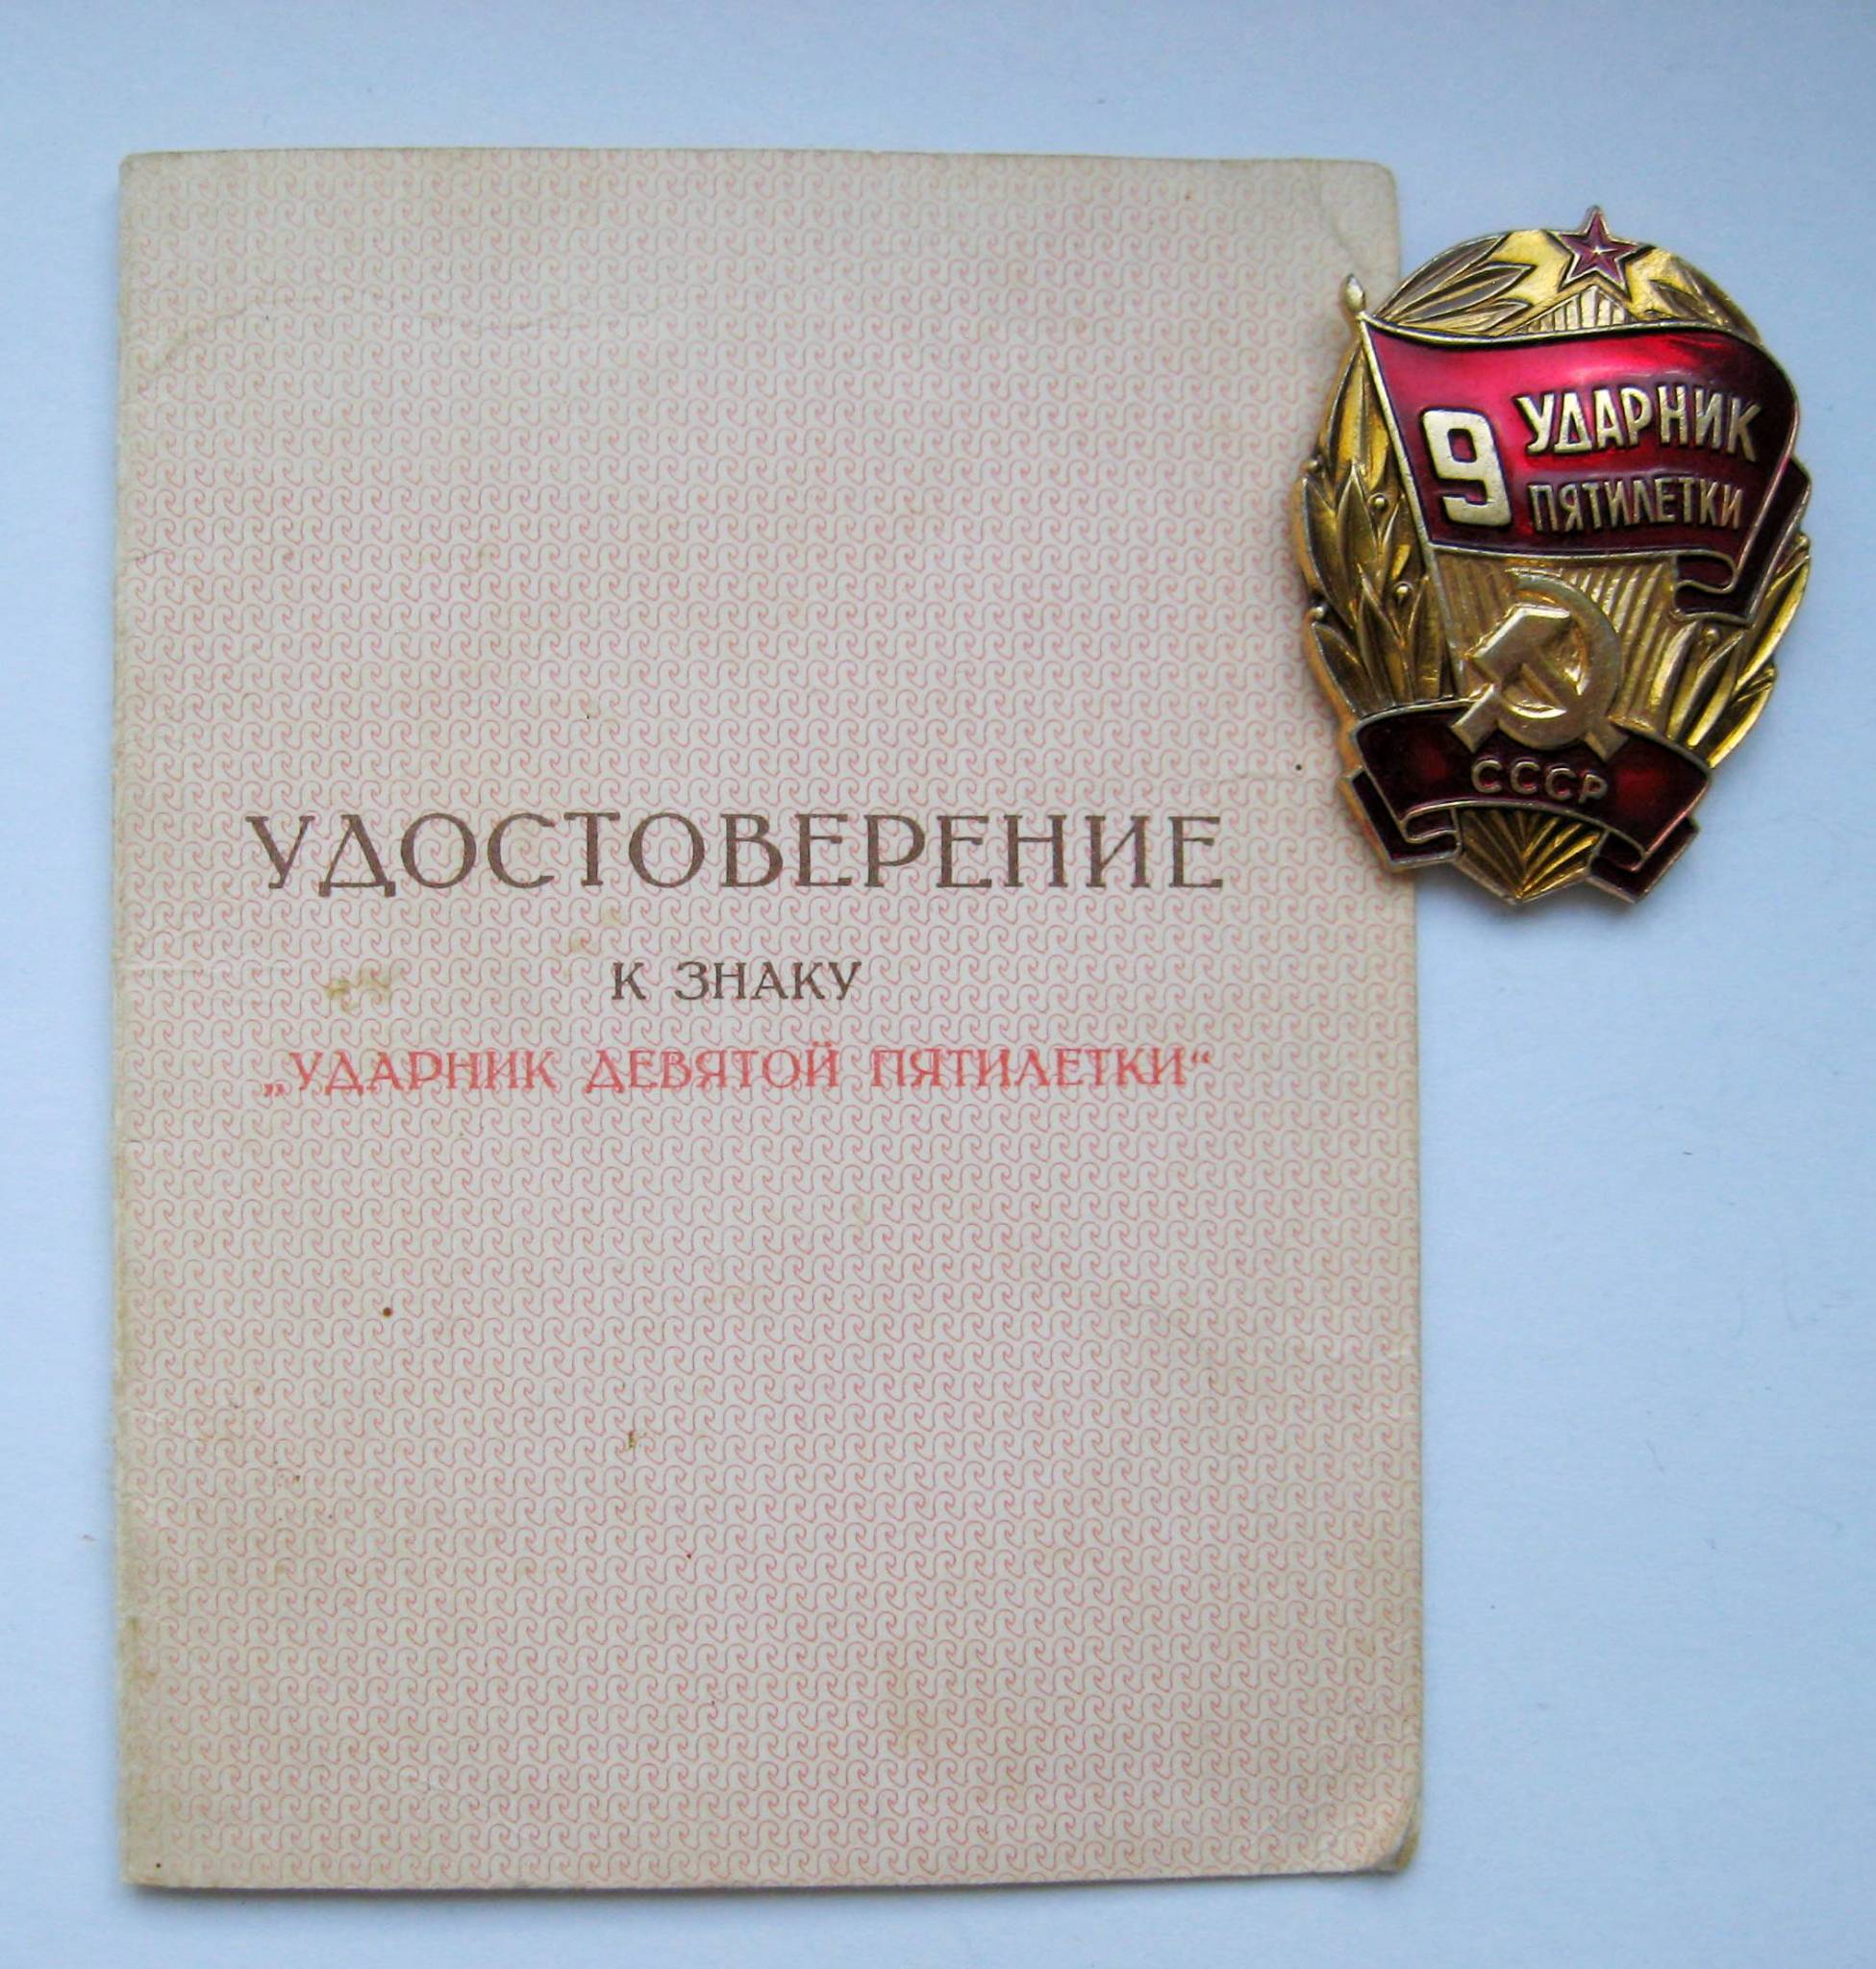 УДОСТОВЕРЕНИЕ
К ЗНАКУ
„УДАРНИК ДЕВЯТОЙ ПЯТИЛЕТКИ“
9 УДАРНИК
ПЯТИЛЕТКИ
СССР